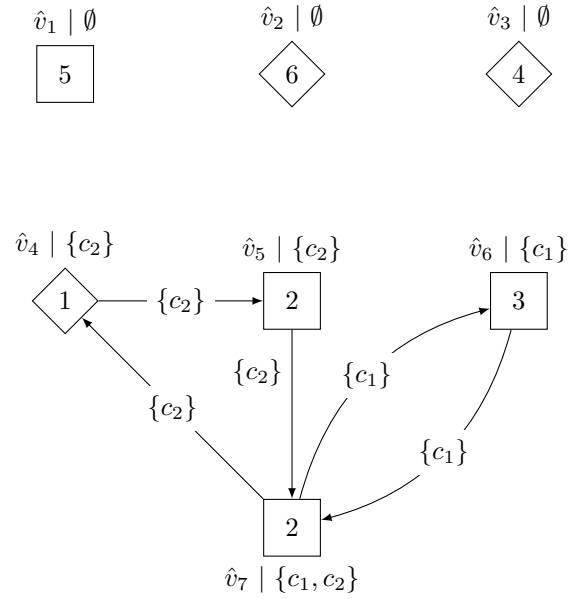 v̂₁ | ∅
v̂₂ | ∅
v̂₃ | ∅
5
6
4
v̂₄ | {c₂}
v̂₅ | {c₂}
v̂₆ | {c₁}
1
{c₂}
2
3
{c₂}
{c₁}
{c₂}
{c₁}
2
v̂₇ | {c₁, c₂}